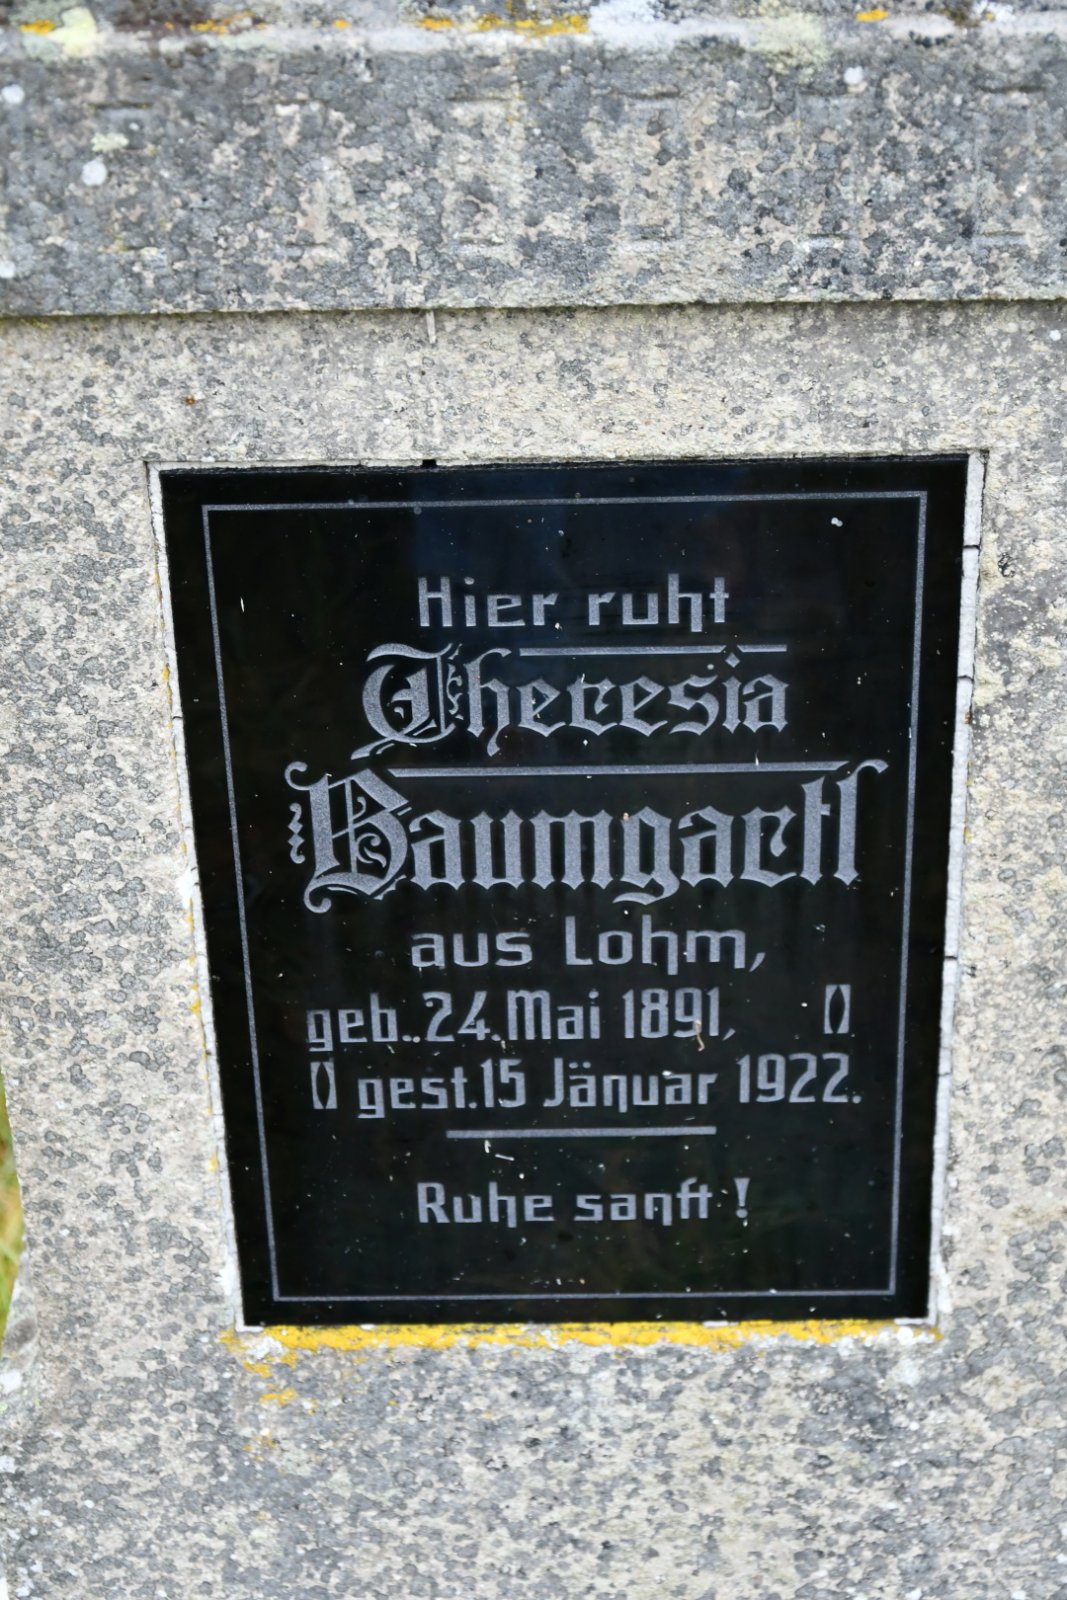 Hier ruht
Theresia
Baumgartl
aus Lohm,
geb. 24. Mai 1891,
gest. 15 Jänuar 1922.
Ruhe sanft!